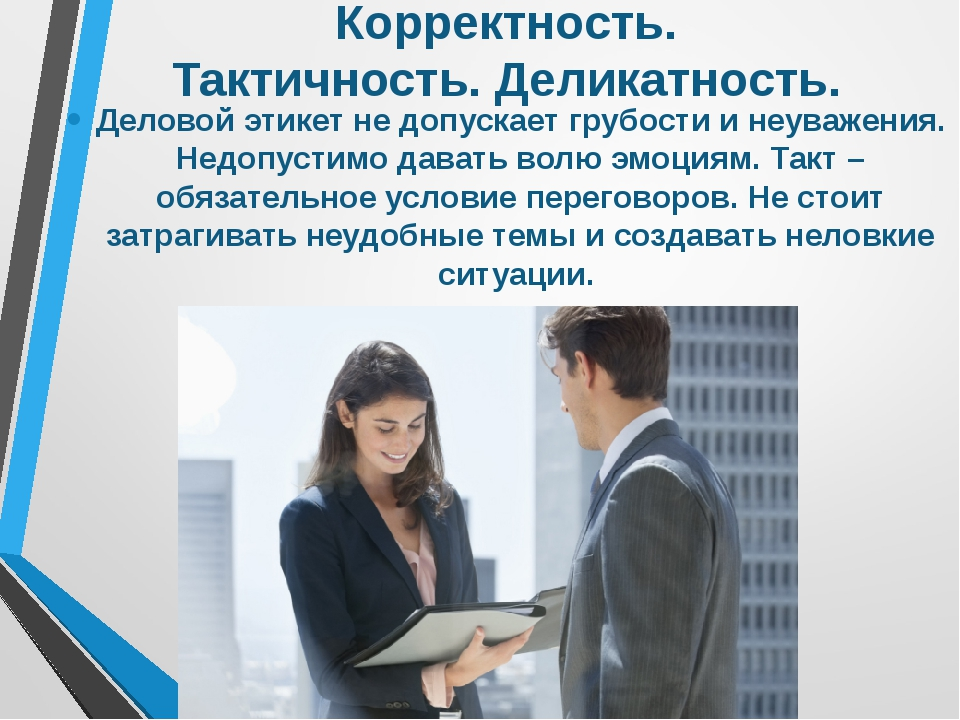 Корректность.
Тактичность. Деликатность.
• Деловой этикет не допускает грубости и неуважения.
Недопустимо давать волю эмоциям. Такт –
обязательное условие переговоров. Не стоит
затрагивать неудобные темы и создавать неловкие
ситуации.